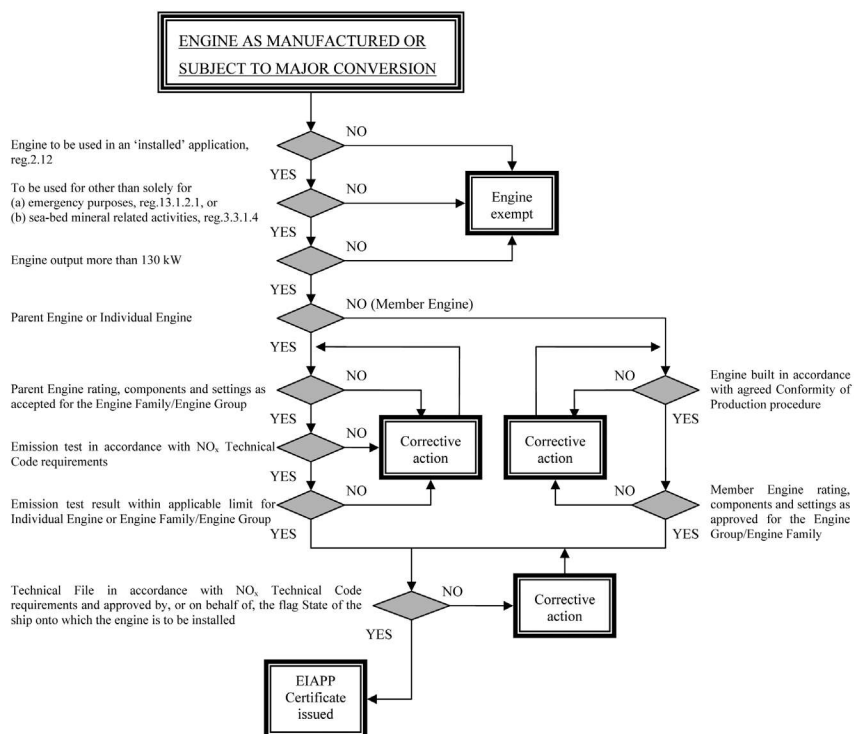 ENGINE AS MANUFACTURED OR
SUBJECT TO MAJOR CONVERSION
NO
Engine to be used in an ‘installed’ application,
reg.2.12
YES
To be used for other than solely for
(a) emergency purposes, reg.13.1.2.1, or
(b) sea-bed mineral related activities, reg.3.3.1.4
NO
Engine
exempt
YES
NO
Engine output more than 130 kW
YES
NO (Member Engine)
Parent Engine or Individual Engine
YES
Parent Engine rating, components and settings as
accepted for the Engine Family/Engine Group
NO
NO
Engine built in accordance
with agreed Conformity of
Production procedure
YES
YES
Emission test in accordance with NOₓ Technical
Code requirements
NO
Corrective
action
Corrective
action
YES
Emission test result within applicable limit for
Individual Engine or Engine Family/Engine Group
NO
NO
Member Engine rating,
components and settings as
approved for the Engine
Group/Engine Family
YES
YES
Technical File in accordance with NOₓ Technical Code
requirements and approved by, or on behalf of, the flag State of the
ship onto which the engine is to be installed
NO
Corrective
action
YES
EIAPP
Certificate
issued